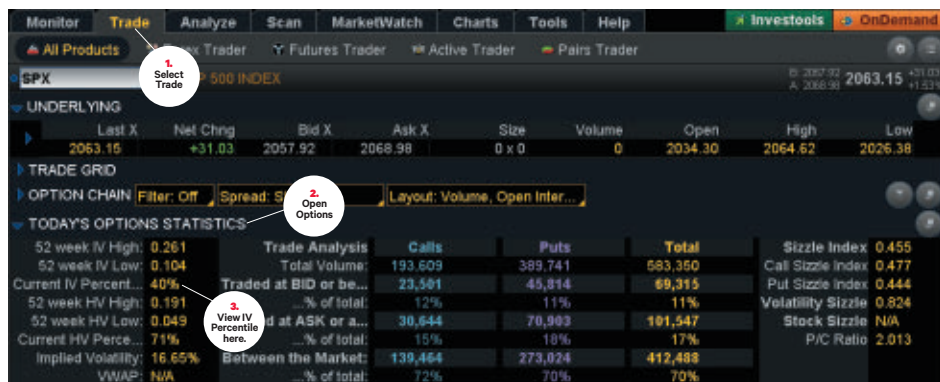 Monitor Trade Analyze Scan MarketWatch Charts Tools Help Investools OnDemand
All Products Forex Trader Futures Trader Active Trader Pairs Trader
1.
Select
Trade
SPX P 500 INDEX B: 2057.92 A: 2068.98 2063.15 +31.03 +1.53%
UNDERLYING
Last X Net Chng Bid X Ask X Size Volume Open High Low
2063.15 +31.03 2057.92 2068.98 0 x 0 0 2034.30 2064.62 2026.38
TRADE GRID
OPTION CHAIN Filter: Off Spread: Layout: Volume, Open Inter...
2.
Open
Options
TODAY'S OPTIONS STATISTICS
52 week IV High: 0.261 Trade Analysis Calls Puts Total Sizzle Index 0.455
52 week IV Low: 0.104 Total Volume: 193,609 389,741 583,350 Call Sizzle Index 0.477
Current IV Percent... 40% Traded at BID or be... 23,501 45,814 69,315 Put Sizzle Index 0.444
52 week HV High: 0.191 ...% of total: 12% 11% 11% Volatility Sizzle 0.824
52 week HV Low: 0.049 d at ASK or a... 30,644 70,903 101,547 Stock Sizzle N/A
Current HV Perce... 71% ...% of total: 15% 18% 17% P/C Ratio 2.013
Implied Volatility: 16.65% Between the Market: 139,464 273,024 412,488
VWAP: N/A ...% of total: 72% 70% 70%
3.
View IV
Percentile
here.